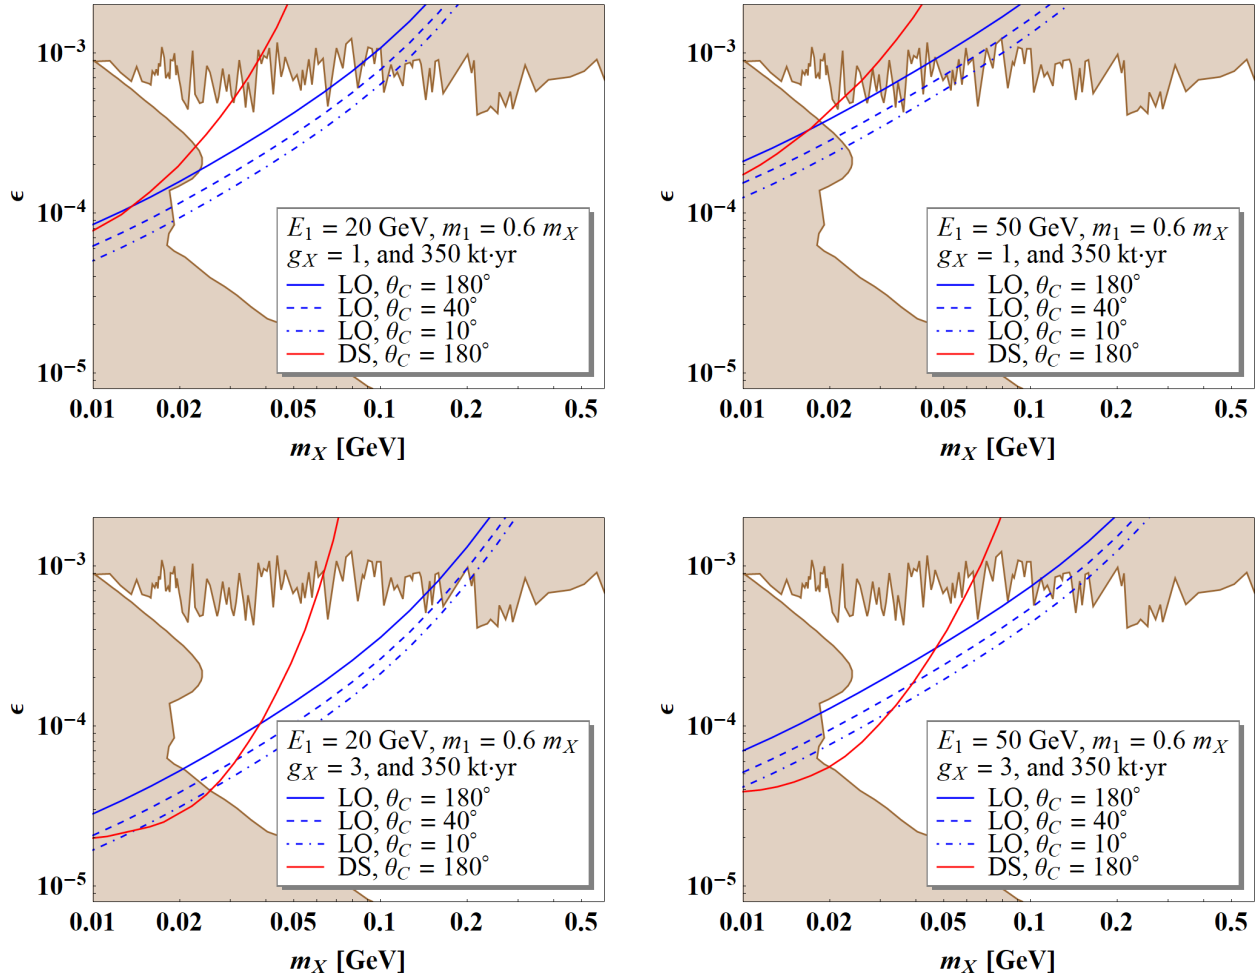 10⁻³
10⁻⁴
10⁻⁵
ϵ
E₁ = 20 GeV, m₁ = 0.6 m_X
g_X = 1, and 350 kt·yr
LO, θ_C = 180°
LO, θ_C = 40°
LO, θ_C = 10°
DS, θ_C = 180°
0.01 0.02 0.05 0.1 0.2 0.5
m_X [GeV]
10⁻³
10⁻⁴
10⁻⁵
ϵ
E₁ = 50 GeV, m₁ = 0.6 m_X
g_X = 1, and 350 kt·yr
LO, θ_C = 180°
LO, θ_C = 40°
LO, θ_C = 10°
DS, θ_C = 180°
0.01 0.02 0.05 0.1 0.2 0.5
m_X [GeV]
10⁻³
10⁻⁴
10⁻⁵
ϵ
E₁ = 20 GeV, m₁ = 0.6 m_X
g_X = 3, and 350 kt·yr
LO, θ_C = 180°
LO, θ_C = 40°
LO, θ_C = 10°
DS, θ_C = 180°
0.01 0.02 0.05 0.1 0.2 0.5
m_X [GeV]
10⁻³
10⁻⁴
10⁻⁵
ϵ
E₁ = 50 GeV, m₁ = 0.6 m_X
g_X = 3, and 350 kt·yr
LO, θ_C = 180°
LO, θ_C = 40°
LO, θ_C = 10°
DS, θ_C = 180°
0.01 0.02 0.05 0.1 0.2 0.5
m_X [GeV]